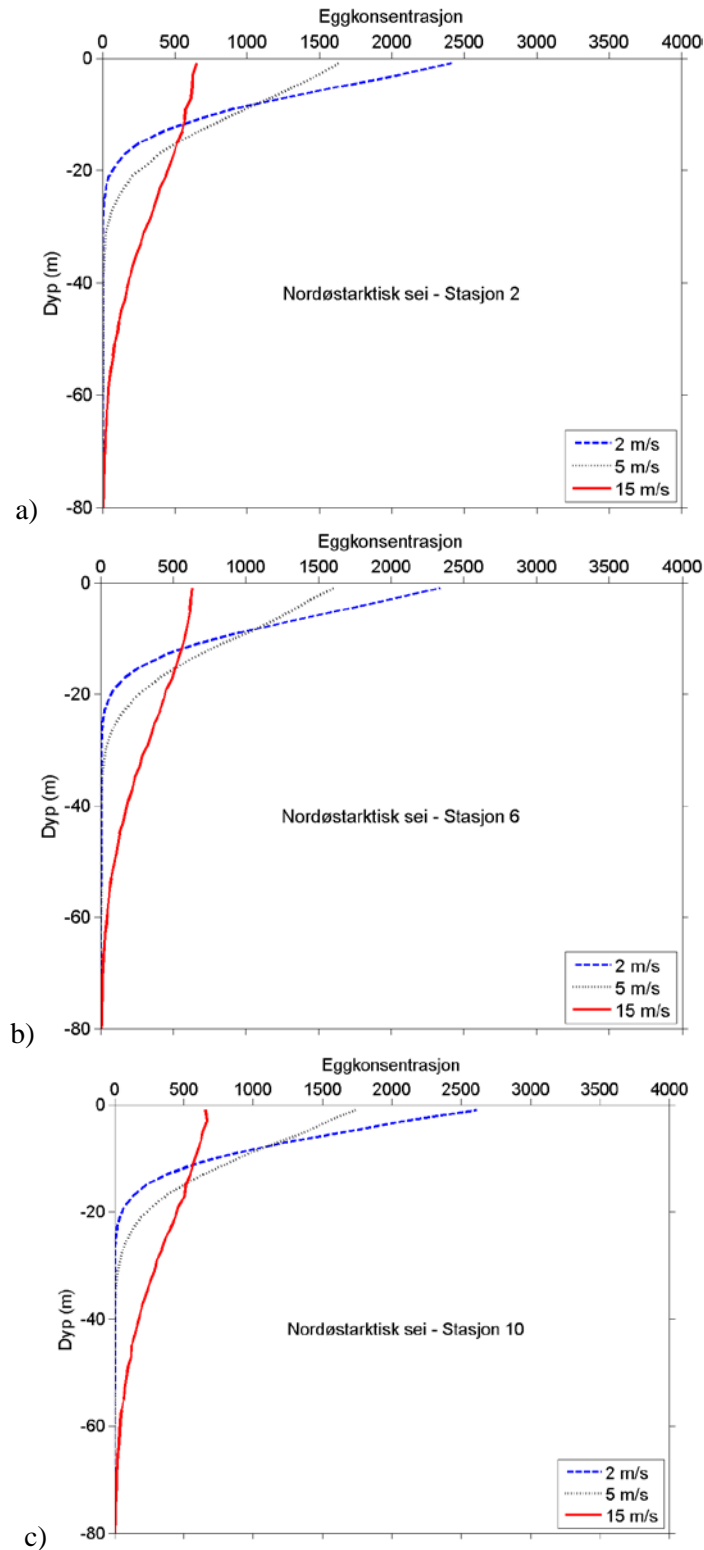 Eggkonsentrasjon
0 500 1000 1500 2000 2500 3000 3500 4000
0
-20
-40
-60
-80
Dyp (m)
Nordøstarktisk sei - Stasjon 2
2 m/s
5 m/s
15 m/s
a)
Eggkonsentrasjon
0 500 1000 1500 2000 2500 3000 3500 4000
0
-20
-40
-60
-80
Dyp (m)
Nordøstarktisk sei - Stasjon 6
2 m/s
5 m/s
15 m/s
b)
Eggkonsentrasjon
0 500 1000 1500 2000 2500 3000 3500 4000
0
-20
-40
-60
-80
Dyp (m)
Nordøstarktisk sei - Stasjon 10
2 m/s
5 m/s
15 m/s
c)